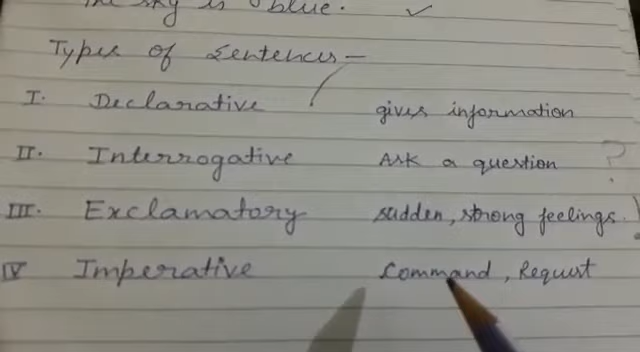 The sky is blue. ✓
Types of Sentences —
I. Declarative gives information
II. Interrogative Ask a question ?
III. Exclamatory sudden, strong feelings. !
IV Imperative Command, Request